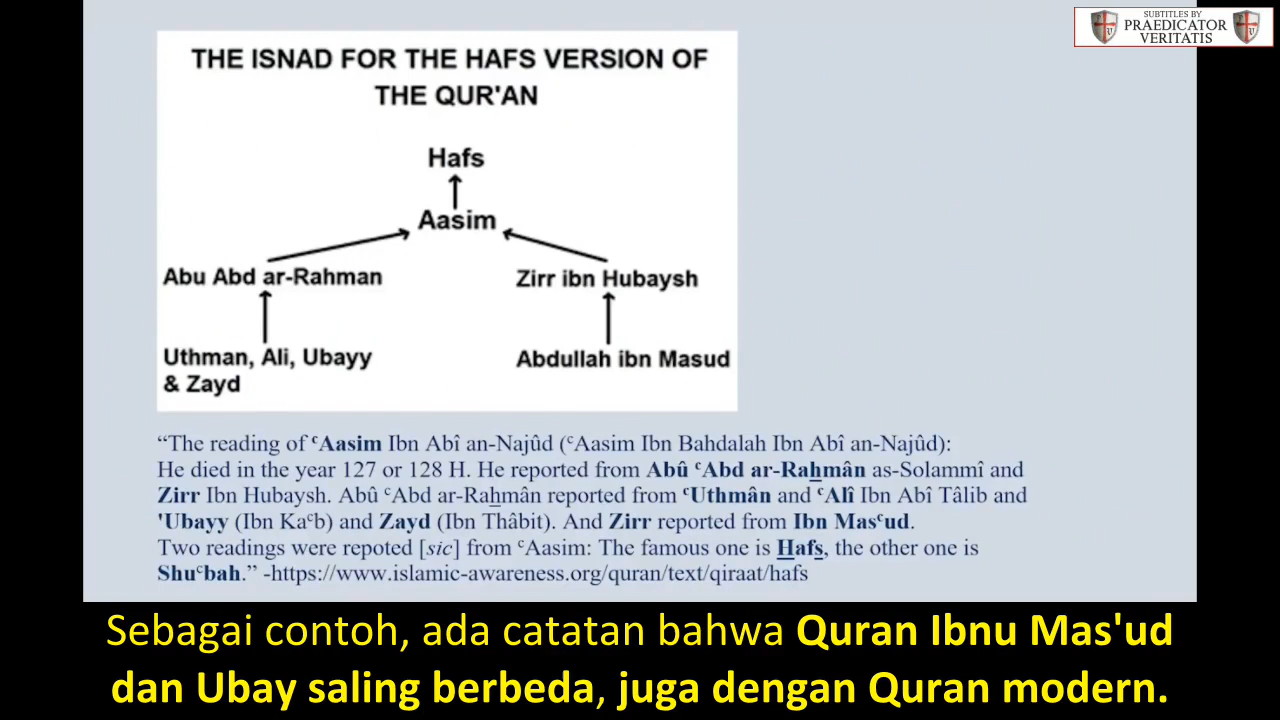 SUBTITLES BY
PRAEDICATOR
VERITATIS
THE ISNAD FOR THE HAFS VERSION OF
THE QUR'AN
Hafs
Aasim
Abu Abd ar-Rahman
Zirr ibn Hubaysh
Uthman, Ali, Ubayy
& Zayd
Abdullah ibn Masud
“The reading of ᶜAasim Ibn Abî an-Najûd (ᶜAasim Ibn Bahdalah Ibn Abî an-Najûd):
He died in the year 127 or 128 H. He reported from Abû ᶜAbd ar-Rahmân as-Solammî and
Zirr Ibn Hubaysh. Abû ᶜAbd ar-Rahmân reported from ᶜUthmân and ᶜAlî Ibn Abî Tâlib and
'Ubayy (Ibn Kaᶜb) and Zayd (Ibn Thâbit). And Zirr reported from Ibn Masᶜud.
Two readings were repoted [sic] from ᶜAasim: The famous one is Hafs, the other one is
Shuᶜbah.” -https://www.islamic-awareness.org/quran/text/qiraat/hafs
Sebagai contoh, ada catatan bahwa Quran Ibnu Mas'ud
dan Ubay saling berbeda, juga dengan Quran modern.